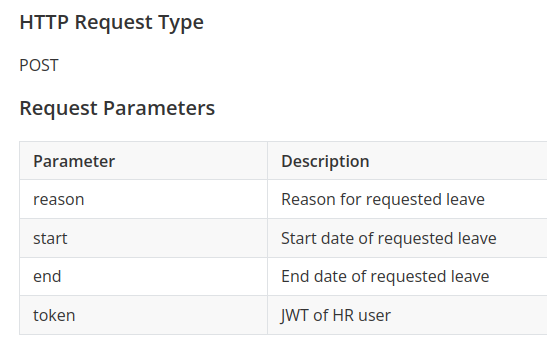 HTTP Request Type
POST
Request Parameters
Parameter Description
reason Reason for requested leave
start Start date of requested leave
end End date of requested leave
token JWT of HR user